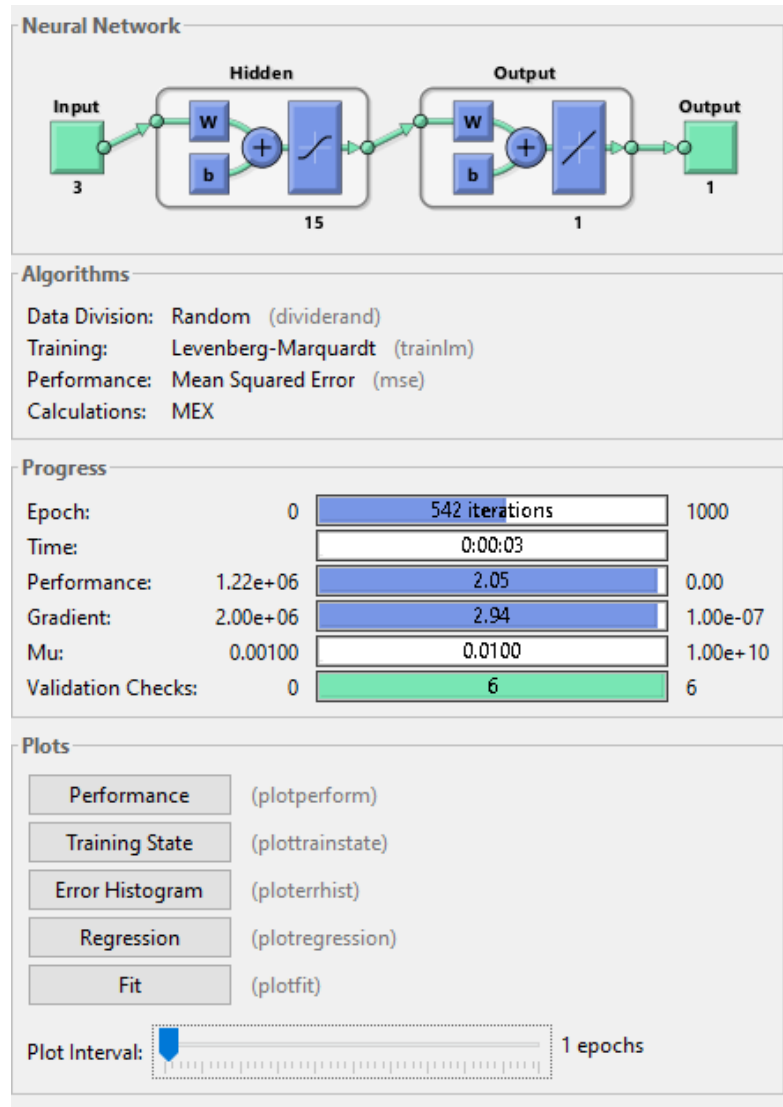 Neural Network
Hidden
Output
Input
Output
W
W
+
+
b
b
3
1
15
1
Algorithms
Data Division: Random (dividerand)
Training: Levenberg-Marquardt (trainlm)
Performance: Mean Squared Error (mse)
Calculations: MEX
Progress
Epoch: 0 542 iterations 1000
Time: 0:00:03
Performance: 1.22e+06 2.05 0.00
Gradient: 2.00e+06 2.94 1.00e-07
Mu: 0.00100 0.0100 1.00e+10
Validation Checks: 0 6 6
Plots
Performance (plotperform)
Training State (plottrainstate)
Error Histogram (ploterrhist)
Regression (plotregression)
Fit (plotfit)
Plot Interval: 1 epochs